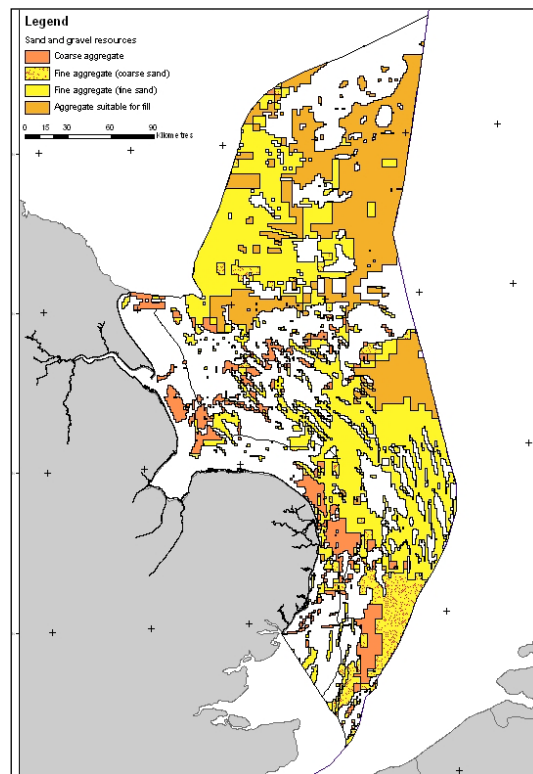 Legend
Sand and gravel resources
Coarse aggregate
Fine aggregate (coarse sand)
Fine aggregate (fine sand)
Aggregate suitable for fill
0 15 30 60 90
Kilometres